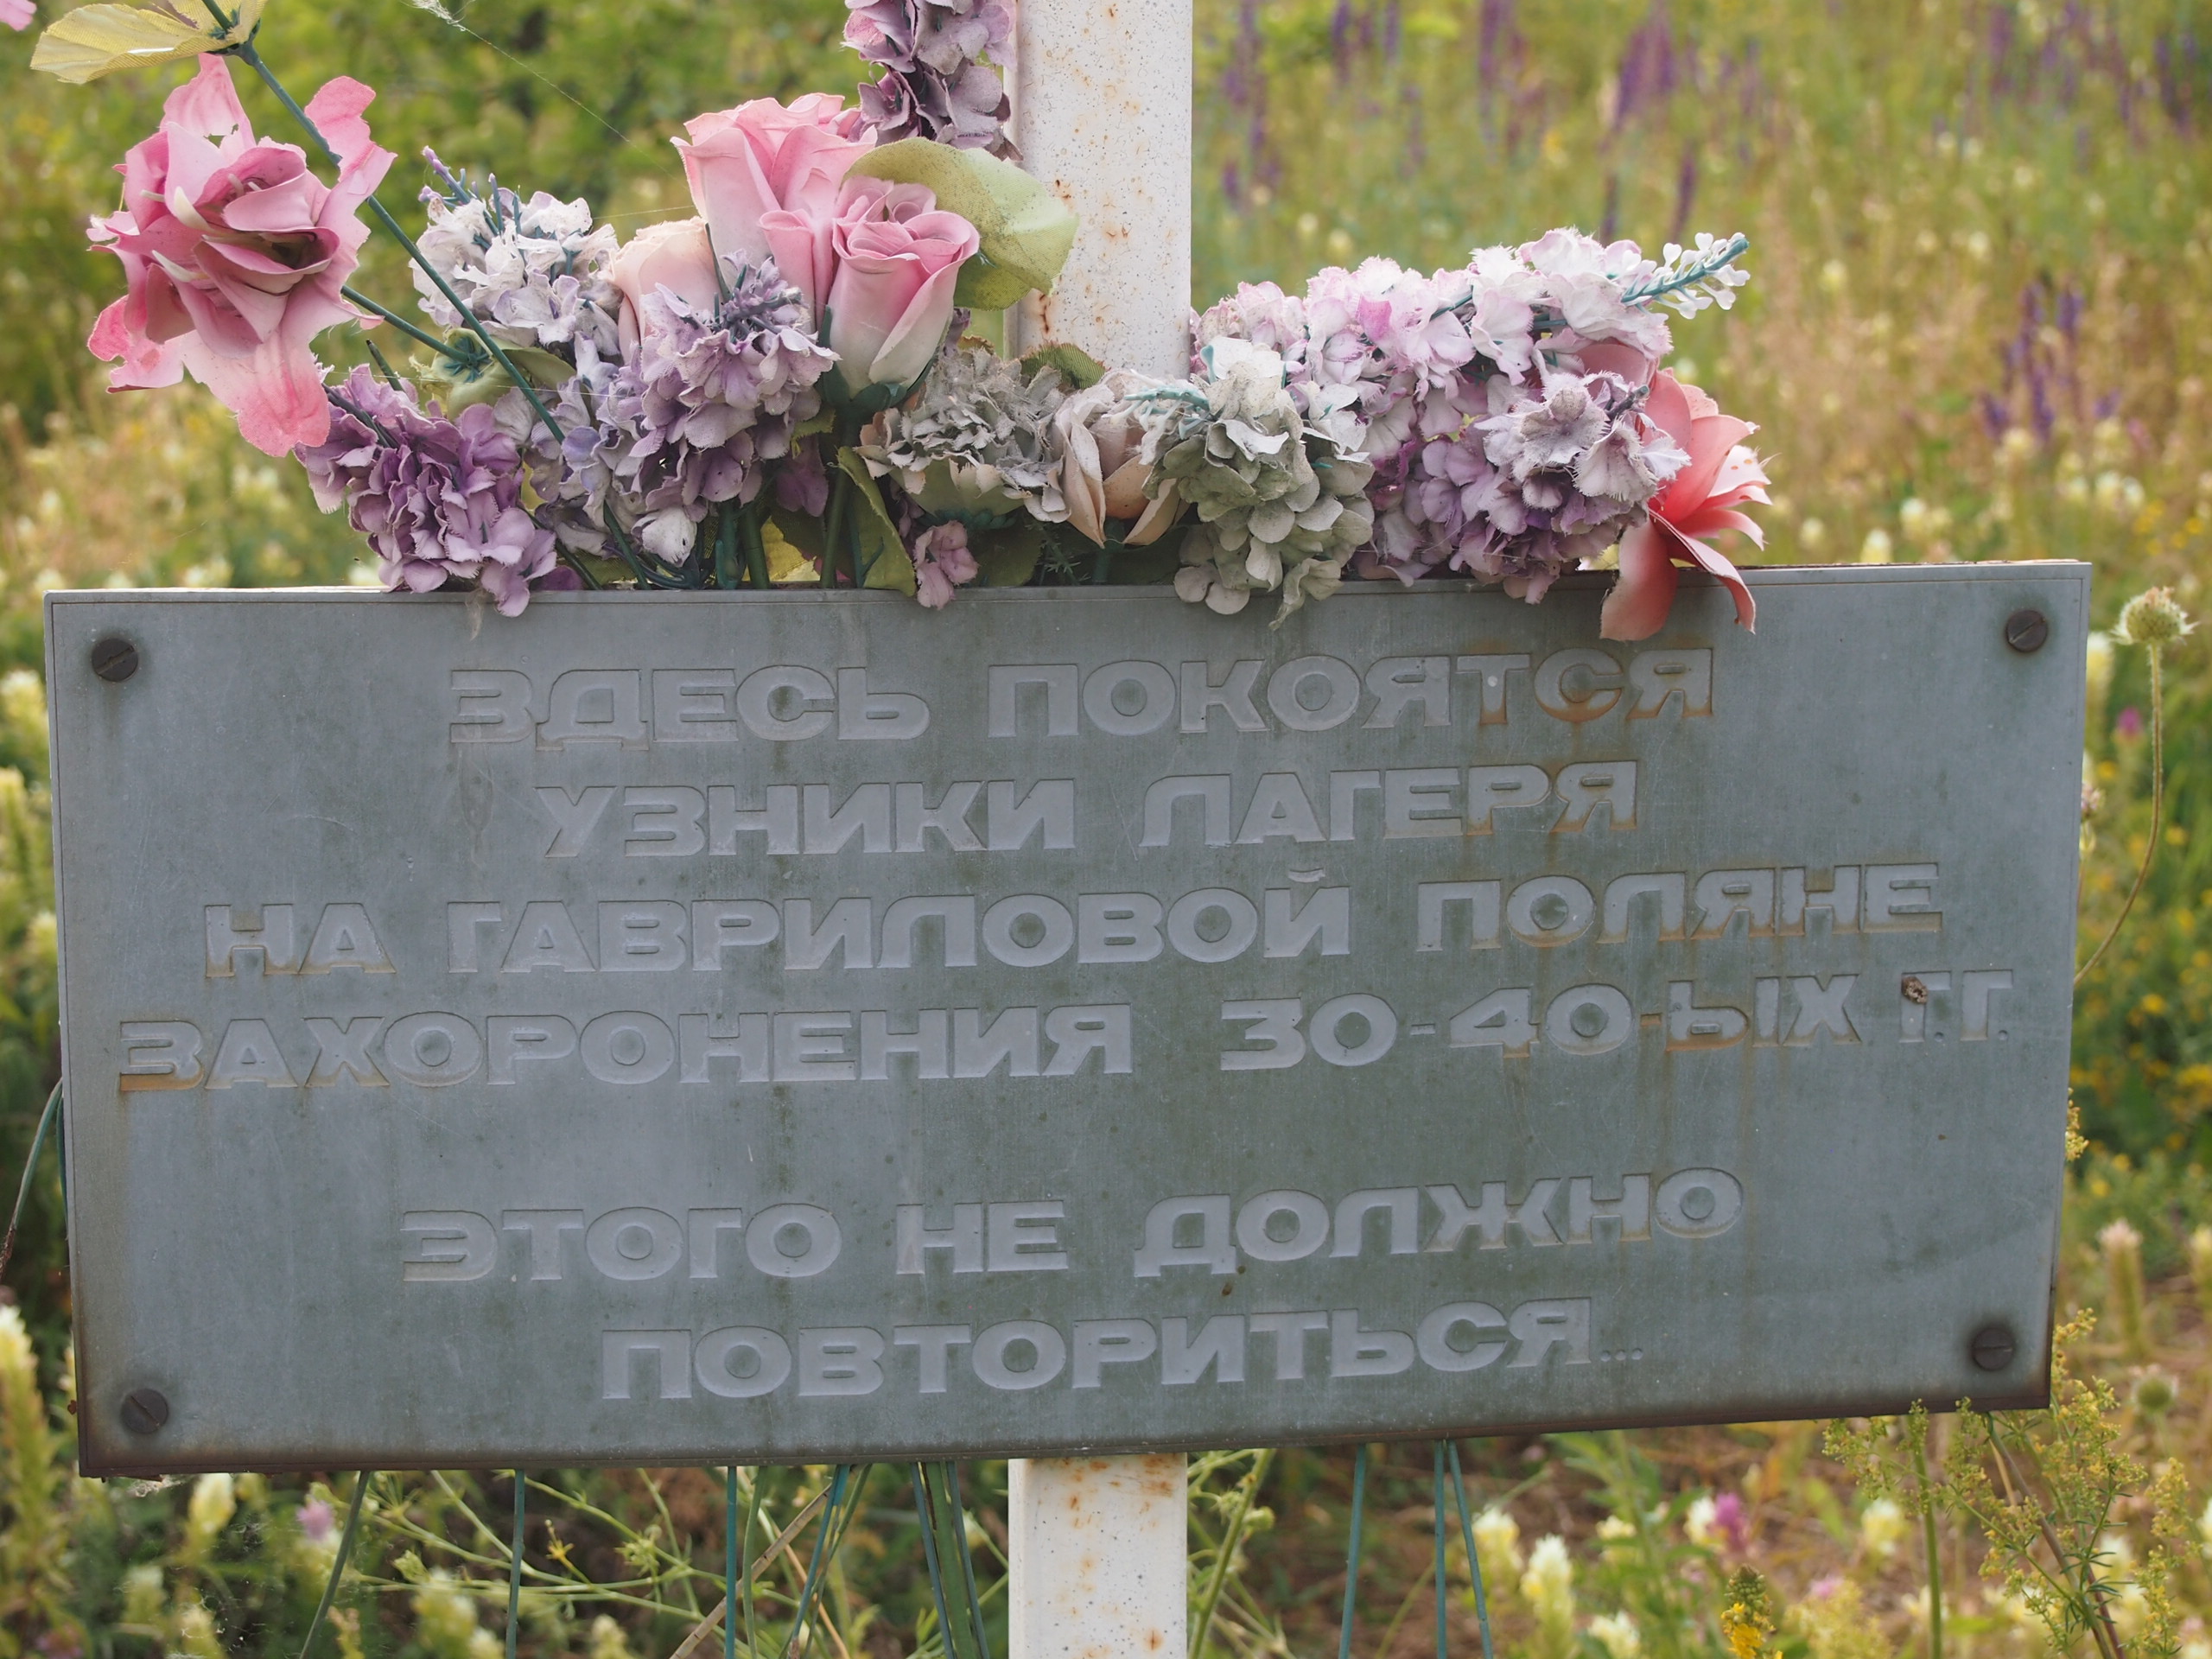 ЗДЕСЬ ПОКОЯТСЯ
УЗНИКИ ЛАГЕРЯ
НА ГАВРИЛОВОЙ ПОЛЯНЕ
ЗАХОРОНЕНИЯ 30-40-ЫХ Г.Г.
ЭТОГО НЕ ДОЛЖНО
ПОВТОРИТЬСЯ...